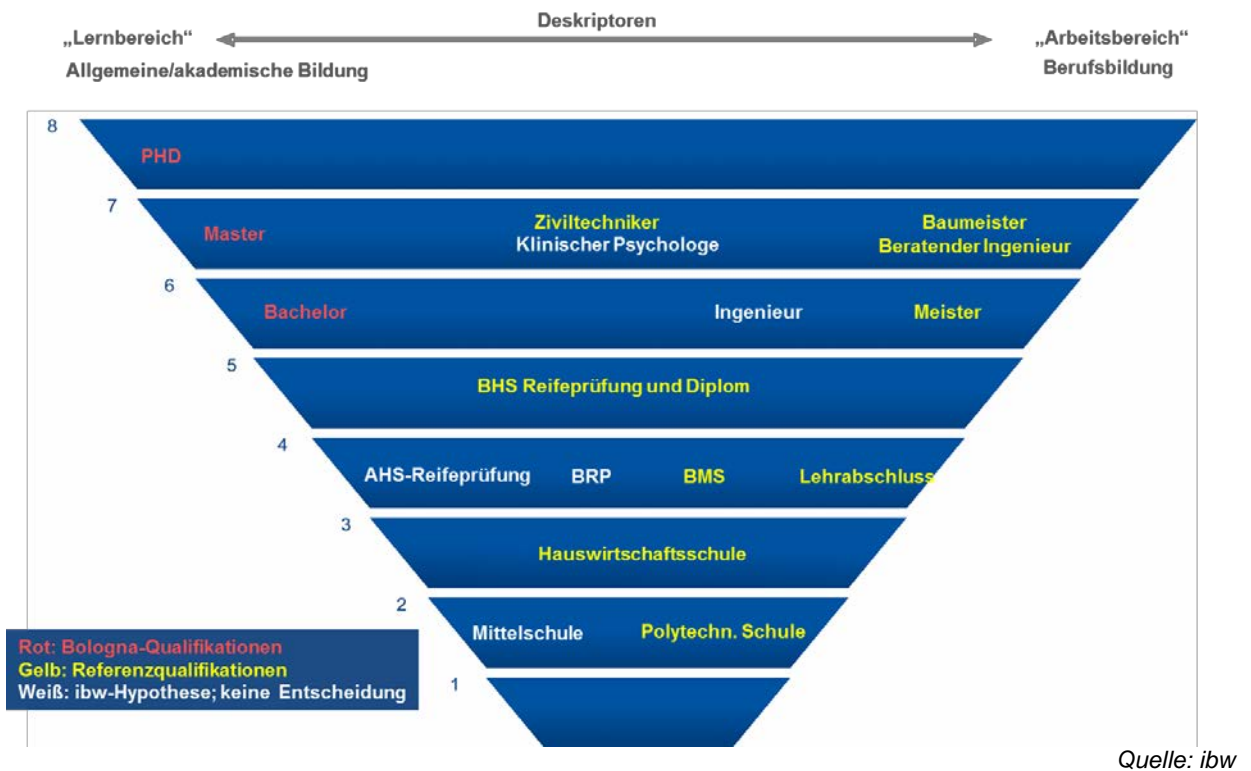 Deskriptoren
„Lernbereich“
„Arbeitsbereich“
Allgemeine/akademische Bildung
Berufsbildung
8
PHD
7
Master
Ziviltechniker
Klinischer Psychologe
Baumeister
Beratender Ingenieur
6
Bachelor
Ingenieur
Meister
5
BHS Reifeprüfung und Diplom
4
AHS-Reifeprüfung
BRP
BMS
Lehrabschluss
3
Hauswirtschaftsschule
2
Mittelschule
Polytechn. Schule
1
Rot: Bologna-Qualifikationen
Gelb: Referenzqualifikationen
Weiß: ibw-Hypothese; keine Entscheidung
Quelle: ibw